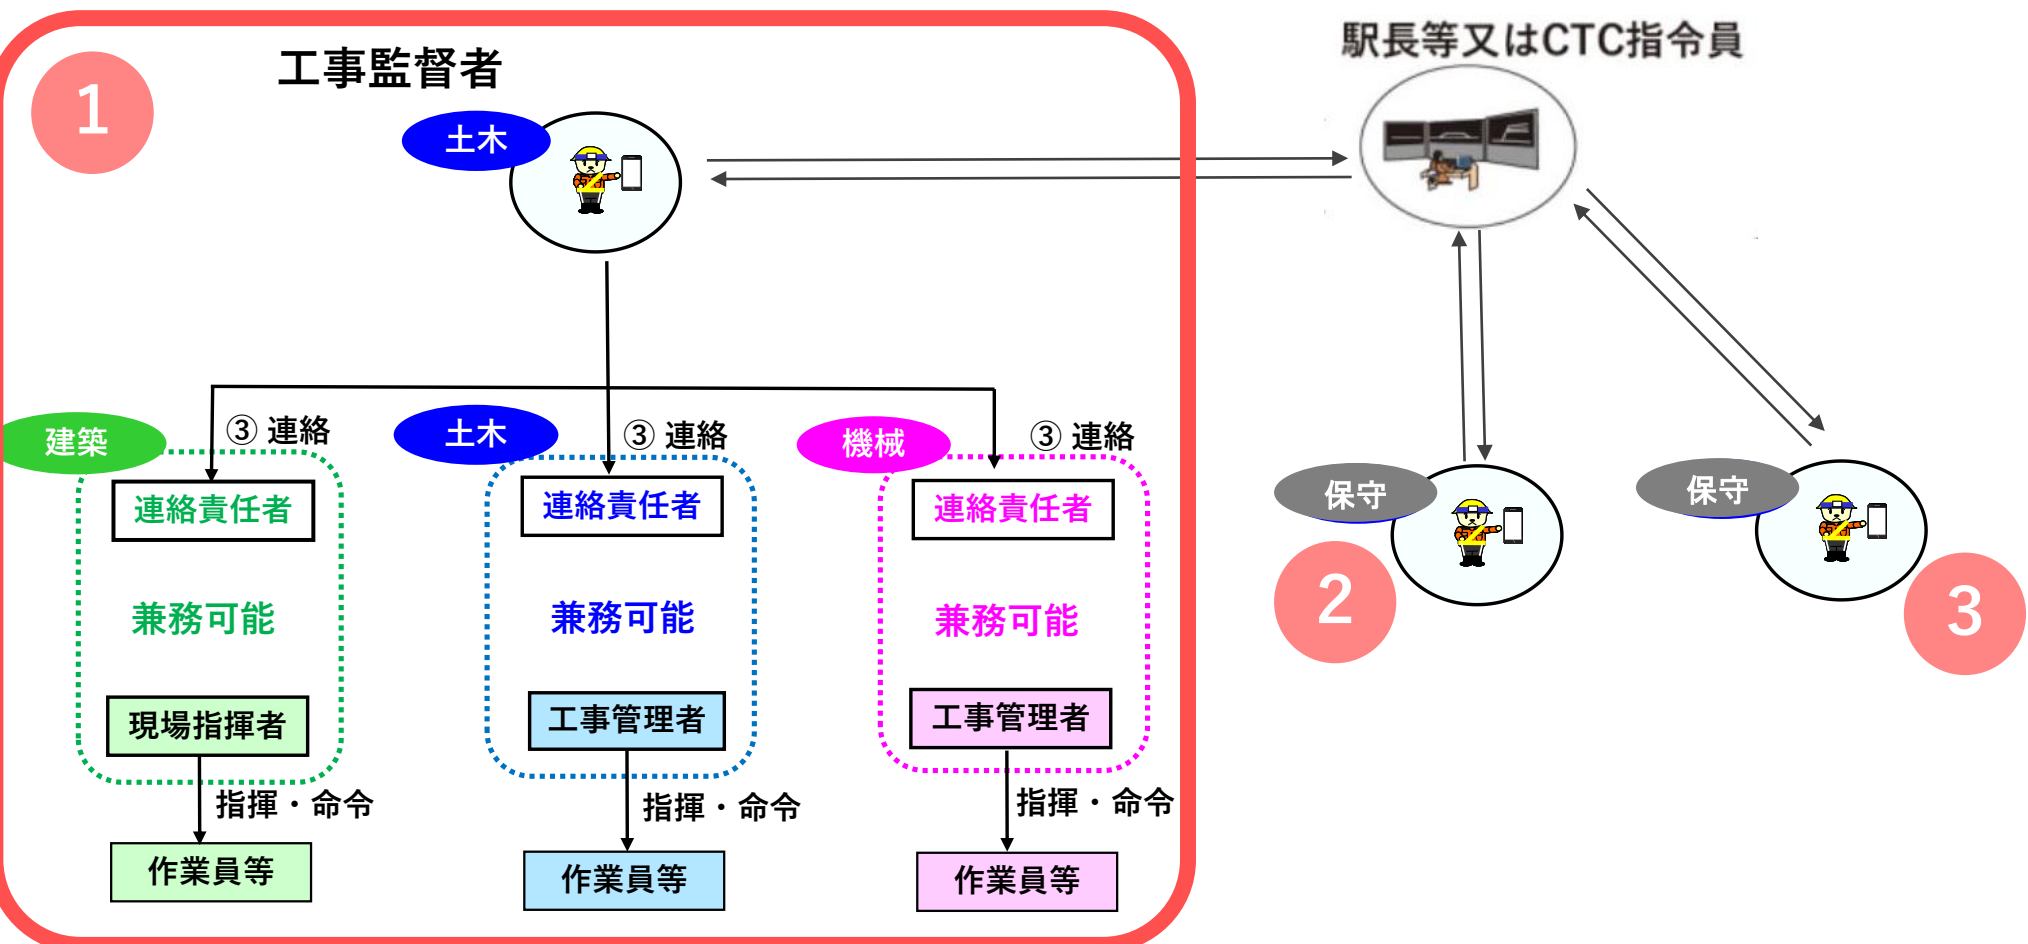 駅長等又はCTC指令員
工事監督者
1
土木
建築
③ 連絡
土木
③ 連絡
機械
③ 連絡
連絡責任者
連絡責任者
連絡責任者
保守
保守
兼務可能
兼務可能
兼務可能
2
3
現場指揮者
工事管理者
工事管理者
指揮・命令
指揮・命令
指揮・命令
作業員等
作業員等
作業員等